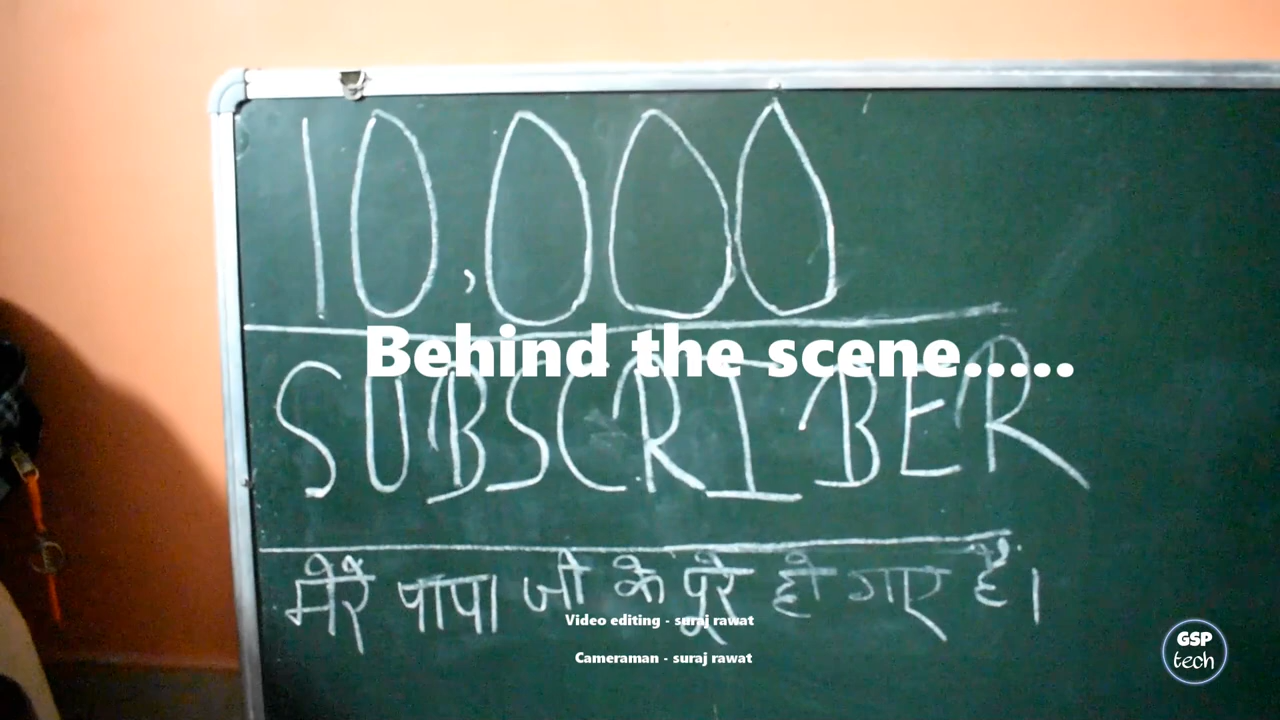 10,000
Behind the scene.....
SUBSCRIBER
मेरे पापा जी के पूरे हो गए हैं।
Video editing - suraj rawat
Cameraman - suraj rawat
GSP
tech